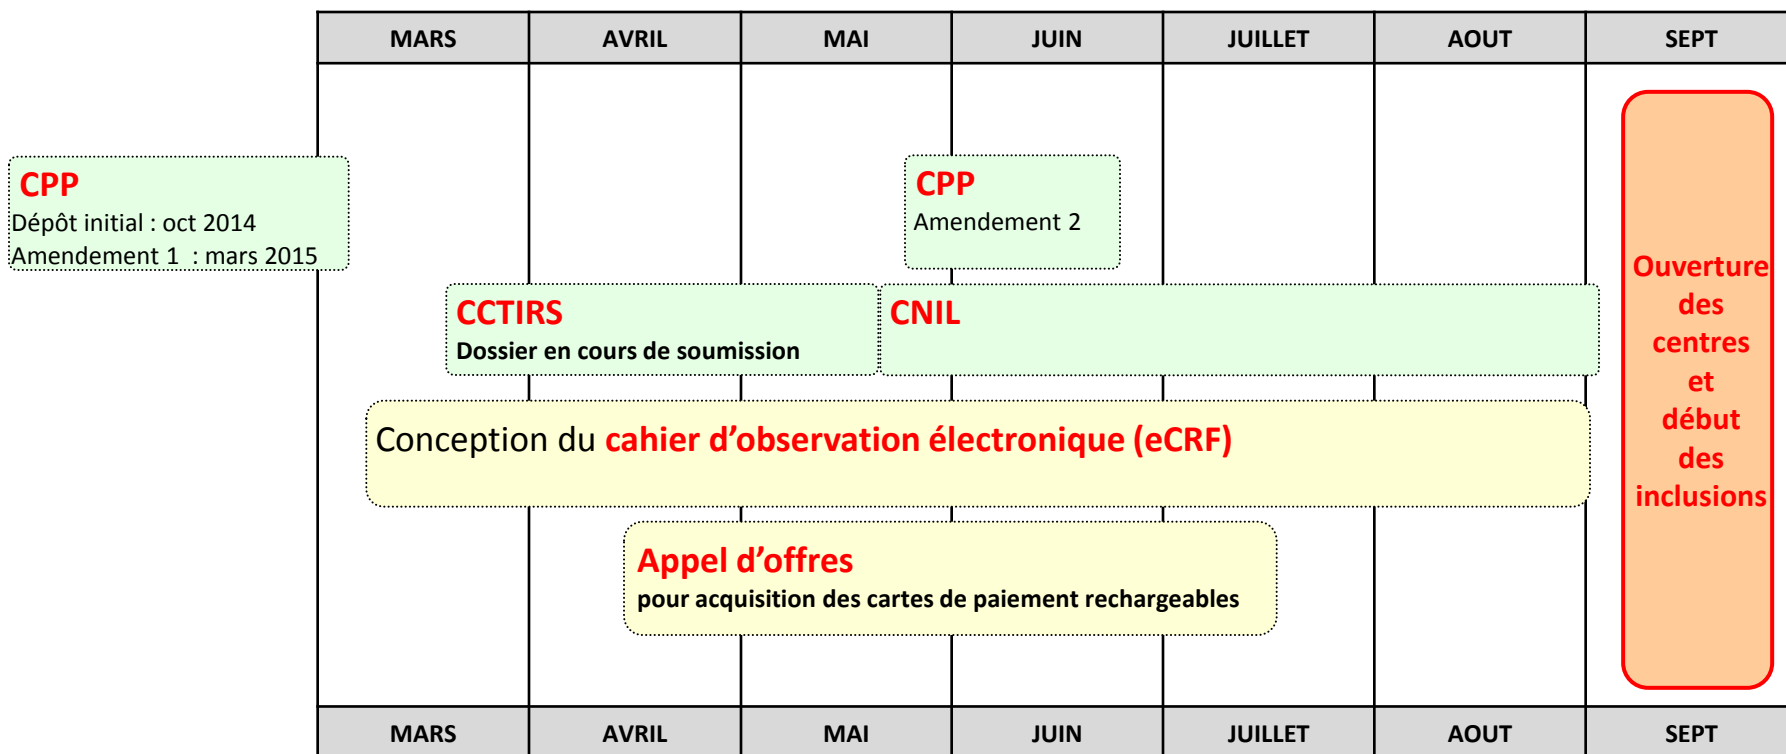 MARS AVRIL MAI JUIN JUILLET AOUT SEPT
CPP
Dépôt initial : oct 2014
Amendement 1 : mars 2015
CPP
Amendement 2
CCTIRS
Dossier en cours de soumission
CNIL
Conception du cahier d’observation électronique (eCRF)
Appel d’offres
pour acquisition des cartes de paiement rechargeables
Ouverture
des
centres
et
début
des
inclusions
MARS AVRIL MAI JUIN JUILLET AOUT SEPT